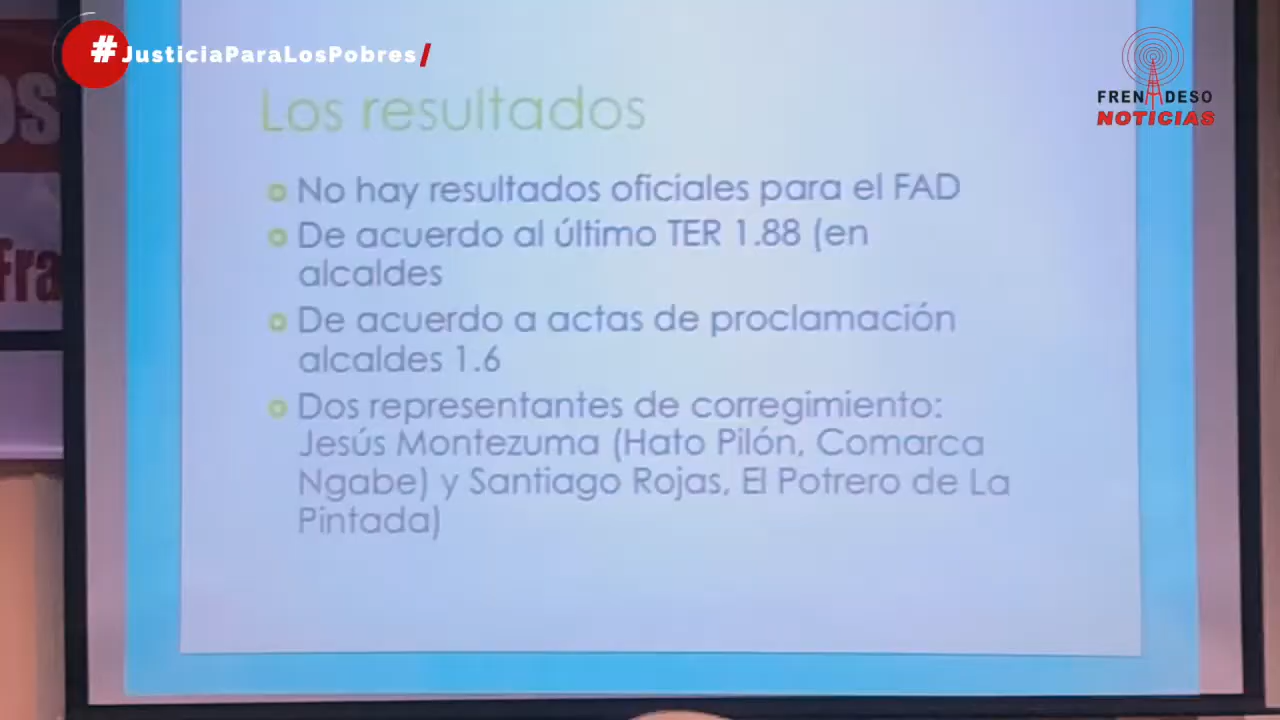 #JusticiaParaLosPobres/
FRENADESO
NOTICIAS
os
fra
Los resultados
No hay resultados oficiales para el FAD
De acuerdo al último TER 1.88 (en
alcaldes
De acuerdo a actas de proclamación
alcaldes 1.6
Dos representantes de corregimiento:
Jesús Montezuma (Hato Pilón, Comarca
Ngabe) y Santiago Rojas, El Potrero de La
Pintada)